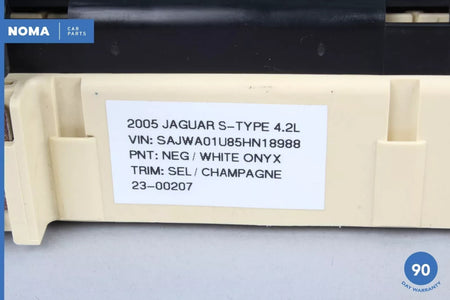 NOMA
CAR
PARTS
2005 JAGUAR S-TYPE 4.2L
VIN: SAJWA01U85HN18988
PNT: NEG / WHITE ONYX
TRIM: SEL / CHAMPAGNE
23-00207
90
DAY WARRANTY